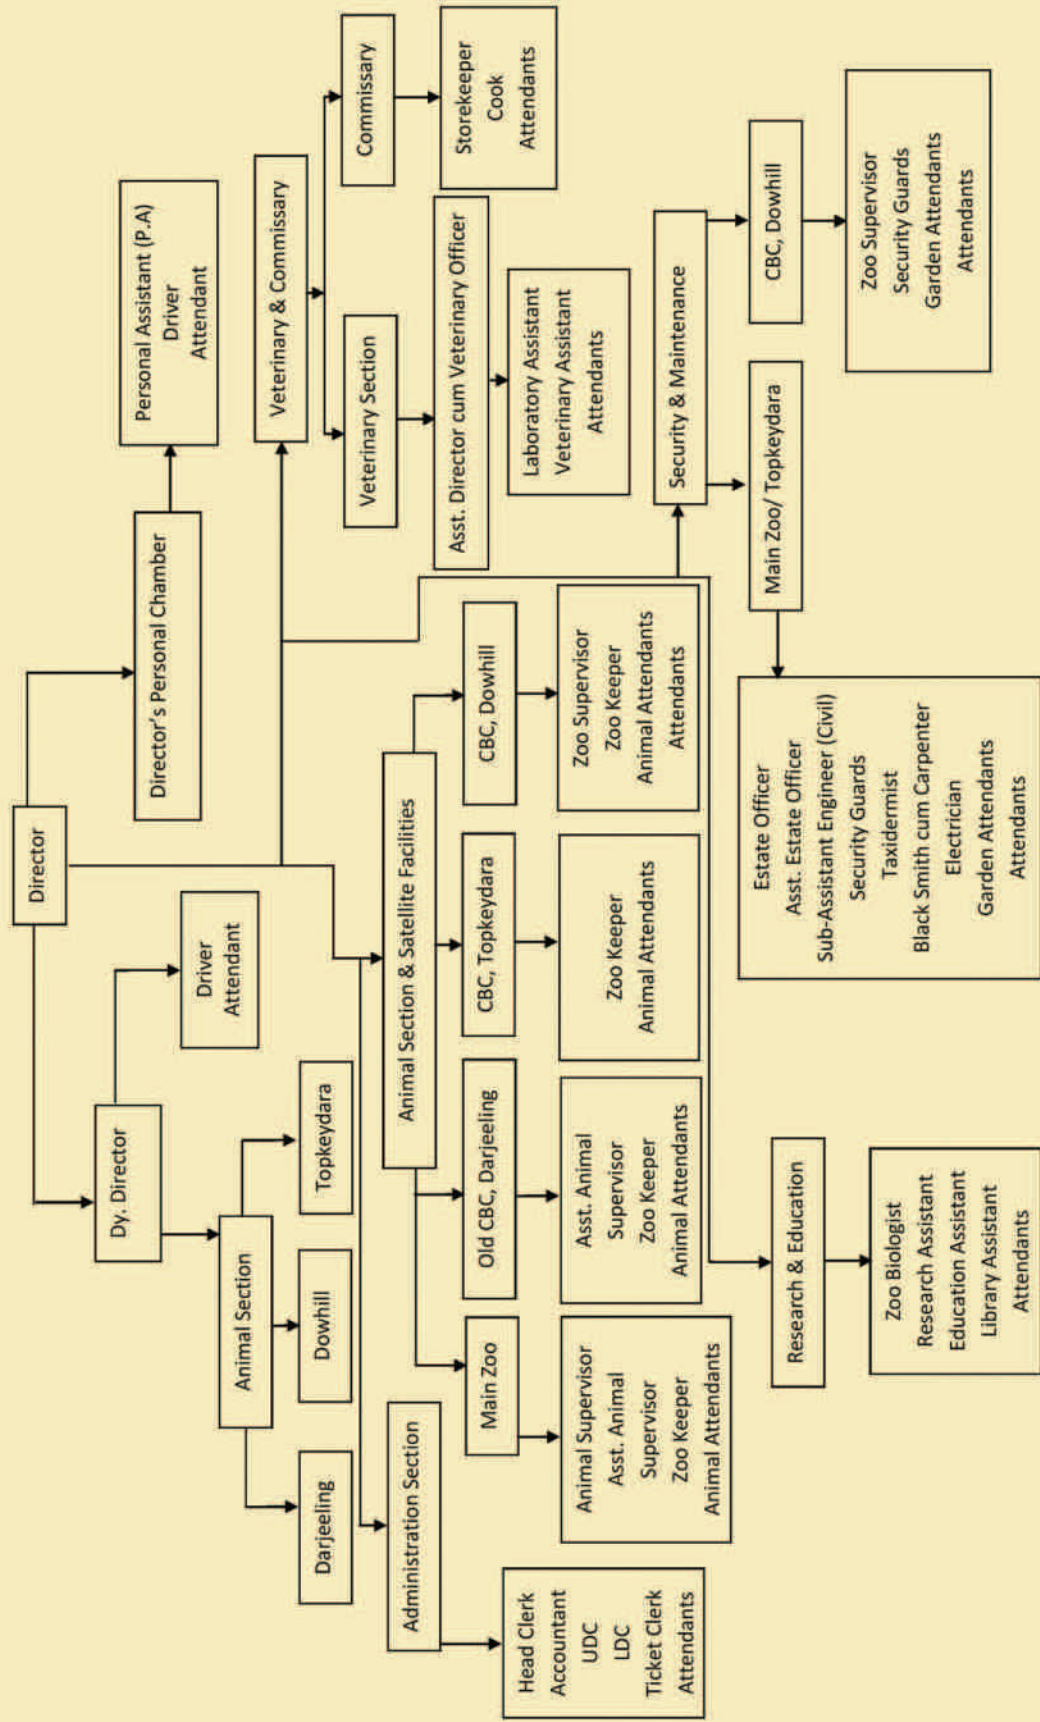 Director
Dy. Director
Driver
Attendant
Director's Personal Chamber
Personal Assistant (P.A)
Driver
Attendant
Animal Section
Darjeeling
Dowhill
Topkeydara
Veterinary & Commissary
Veterinary Section
Commissary
Asst. Director cum Veterinary Officer
Storekeeper
Cook
Attendants
Laboratory Assistant
Veterinary Assistant
Attendants
Administration Section
Head Clerk
Accountant
UDC
LDC
Ticket Clerk
Attendants
Animal Section & Satellite Facilities
Main Zoo
Old CBC, Darjeeling
CBC, Topkeydara
CBC, Dowhill
Animal Supervisor
Asst. Animal
Supervisor
Zoo Keeper
Animal Attendants
Asst. Animal
Supervisor
Zoo Keeper
Animal Attendants
Zoo Keeper
Animal Attendants
Zoo Supervisor
Zoo Keeper
Animal Attendants
Attendants
Security & Maintenance
Main Zoo/ Topkeydara
CBC, Dowhill
Estate Officer
Asst. Estate Officer
Sub-Assistant Engineer (Civil)
Security Guards
Taxidermist
Black Smith cum Carpenter
Electrician
Garden Attendants
Attendants
Zoo Supervisor
Security Guards
Garden Attendants
Attendants
Research & Education
Zoo Biologist
Research Assistant
Education Assistant
Library Assistant
Attendants